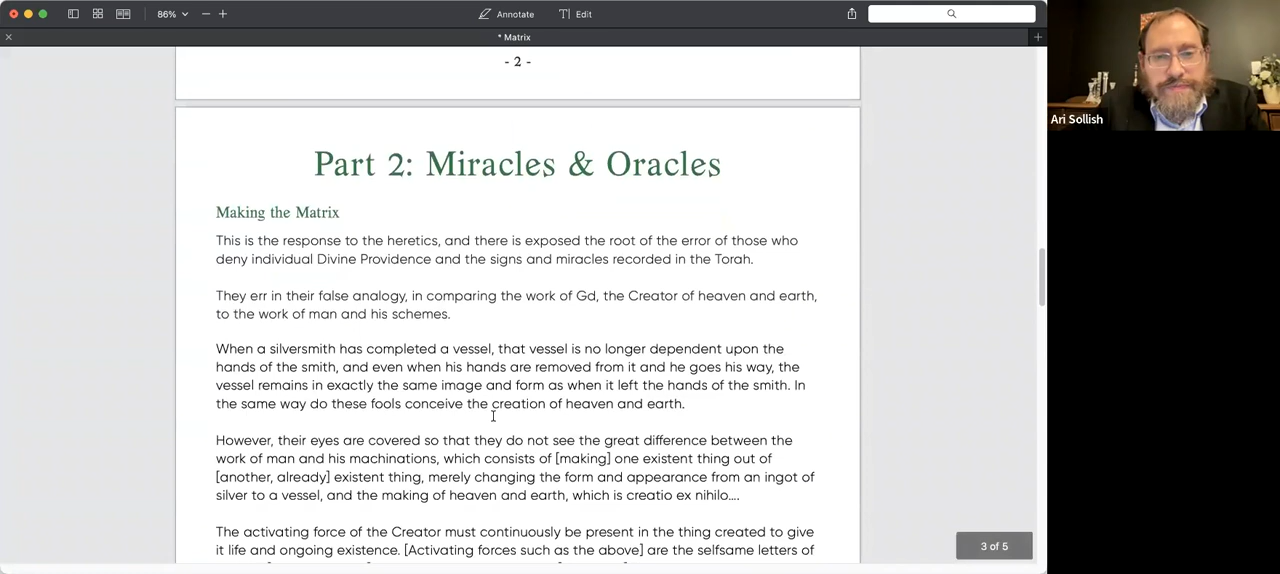 86%
Annotate
Edit
* Matrix
- 2 -
Part 2: Miracles & Oracles
Making the Matrix
This is the response to the heretics, and there is exposed the root of the error of those who
deny individual Divine Providence and the signs and miracles recorded in the Torah.
They err in their false analogy, in comparing the work of Gd, the Creator of heaven and earth,
to the work of man and his schemes.
When a silversmith has completed a vessel, that vessel is no longer dependent upon the
hands of the smith, and even when his hands are removed from it and he goes his way, the
vessel remains in exactly the same image and form as when it left the hands of the smith. In
the same way do these fools conceive the creation of heaven and earth.
However, their eyes are covered so that they do not see the great difference between the
work of man and his machinations, which consists of [making] one existent thing out of
[another, already] existent thing, merely changing the form and appearance from an ingot of
silver to a vessel, and the making of heaven and earth, which is creatio ex nihilo....
The activating force of the Creator must continuously be present in the thing created to give
it life and ongoing existence. [Activating forces such as the above] are the selfsame letters of
3 of 5
Ari Sollish